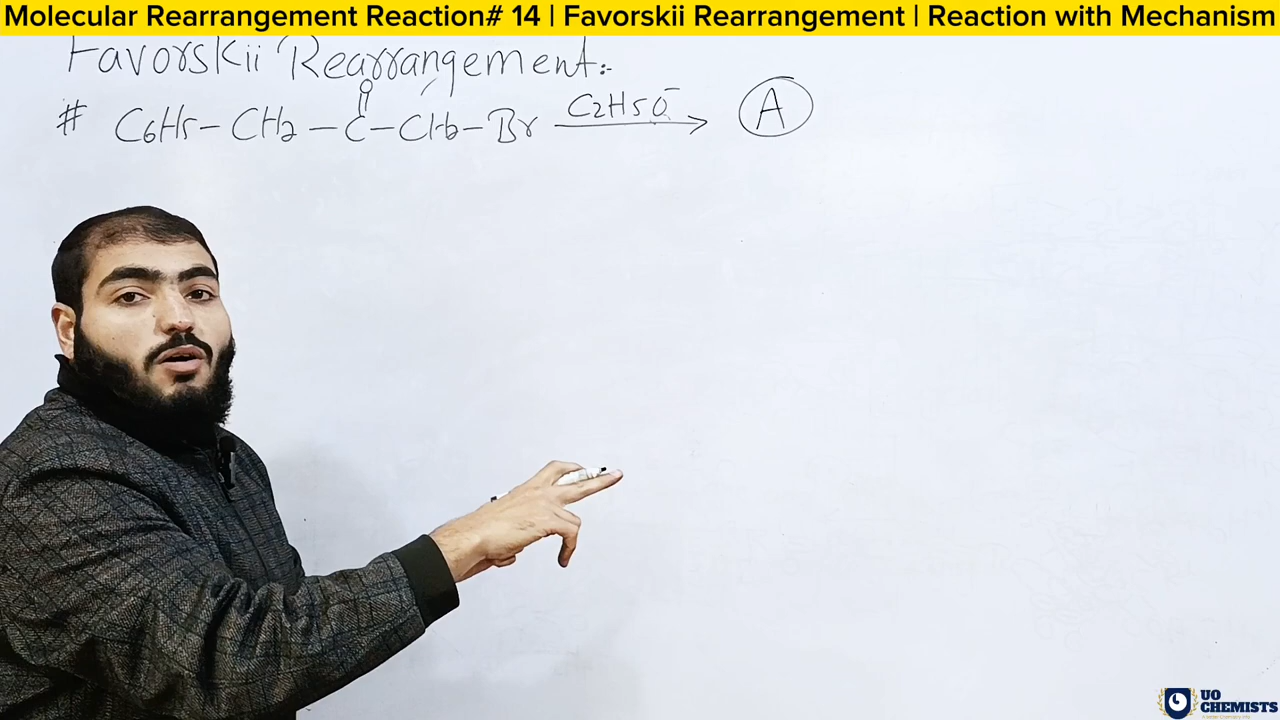 Molecular Rearrangement Reaction# 14 | Favorskii Rearrangement | Reaction with Mechanism
Favorskii Rearrangement:-
O
# C6H5 – CH2 – C – CH2 – Br C2H5O⁻ → A
UO
CHEMISTS